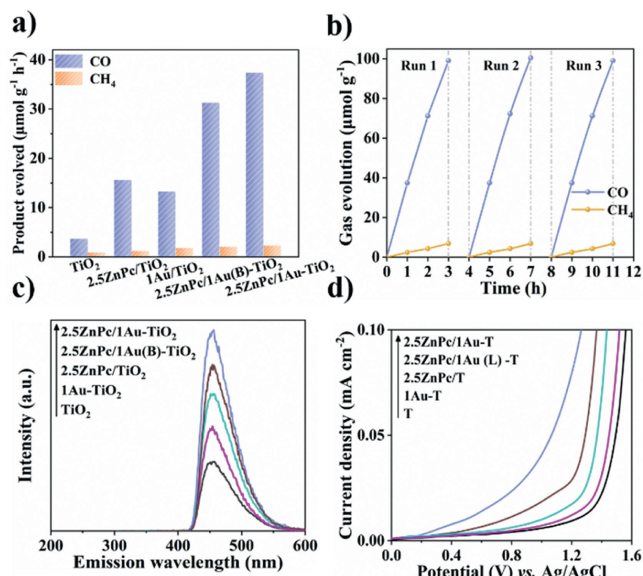 a)
Product evolved (μmol g⁻¹ h⁻¹)
40
30
20
10
0
CO
CH₄
TiO₂
2.5ZnPc/TiO₂
1Au/TiO₂
2.5ZnPc/1Au(B)-TiO₂
2.5ZnPc/1Au-TiO₂
b)
Gas evolution (μmol g⁻¹)
100
80
60
40
20
0
Run 1
Run 2
Run 3
CO
CH₄
0 1 2 3 4 5 6 7 8 9 10 11 12
Time (h)
c)
Intensity (a.u.)
2.5ZnPc/1Au-TiO₂
2.5ZnPc/1Au(B)-TiO₂
2.5ZnPc/TiO₂
1Au-TiO₂
TiO₂
200 300 400 500 600
Emission wavelength (nm)
d)
Current density (mA cm⁻²)
0.10
0.05
0.00
2.5ZnPc/1Au-T
2.5ZnPc/1Au (L) -T
2.5ZnPc/T
1Au-T
T
0.0 0.4 0.8 1.2 1.6
Potential (V) vs. Ag/AgCl